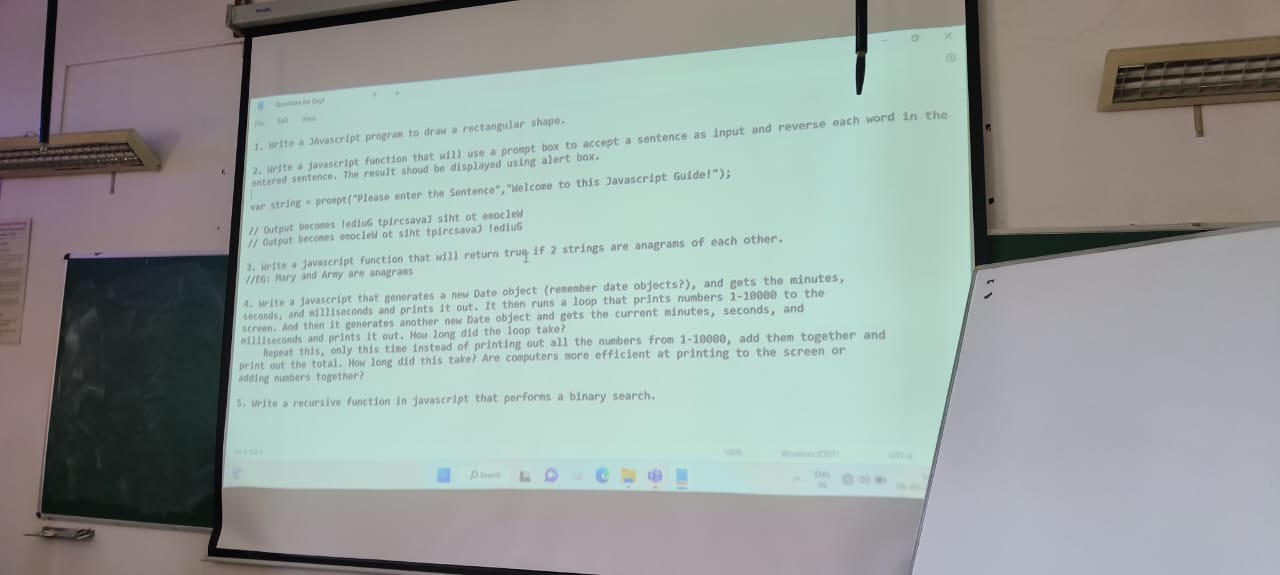 Questions for Day1
File Edit View
1. Write a JAvascript program to draw a rectangular shape.
2. Write a javascript function that will use a prompt box to accept a sentence as input and reverse each word in the
entered sentence. The result shoud be displayed using alert box.
var string = prompt("Please enter the Sentence","Welcome to this Javascript Guide!");
// Output becomes !ediuG tpircsavaJ siht ot emocleW
// Output becomes emocleW ot siht tpircsavaJ !ediuG
3. Write a javascript function that will return true if 2 strings are anagrams of each other.
//EG: Mary and Army are anagrams
4. Write a javascript that generates a new Date object (remember date objects?), and gets the minutes,
seconds, and milliseconds and prints it out. It then runs a loop that prints numbers 1-10000 to the
screen. And then it generates another new Date object and gets the current minutes, seconds, and
milliseconds and prints it out. How long did the loop take?
Repeat this, only this time instead of printing out all the numbers from 1-10000, add them together and
print out the total. How long did this take? Are computers more efficient at printing to the screen or
adding numbers together?
5. Write a recursive function in javascript that performs a binary search.
130% Windows (CRLF) UTF-8
Search
ENG
IN